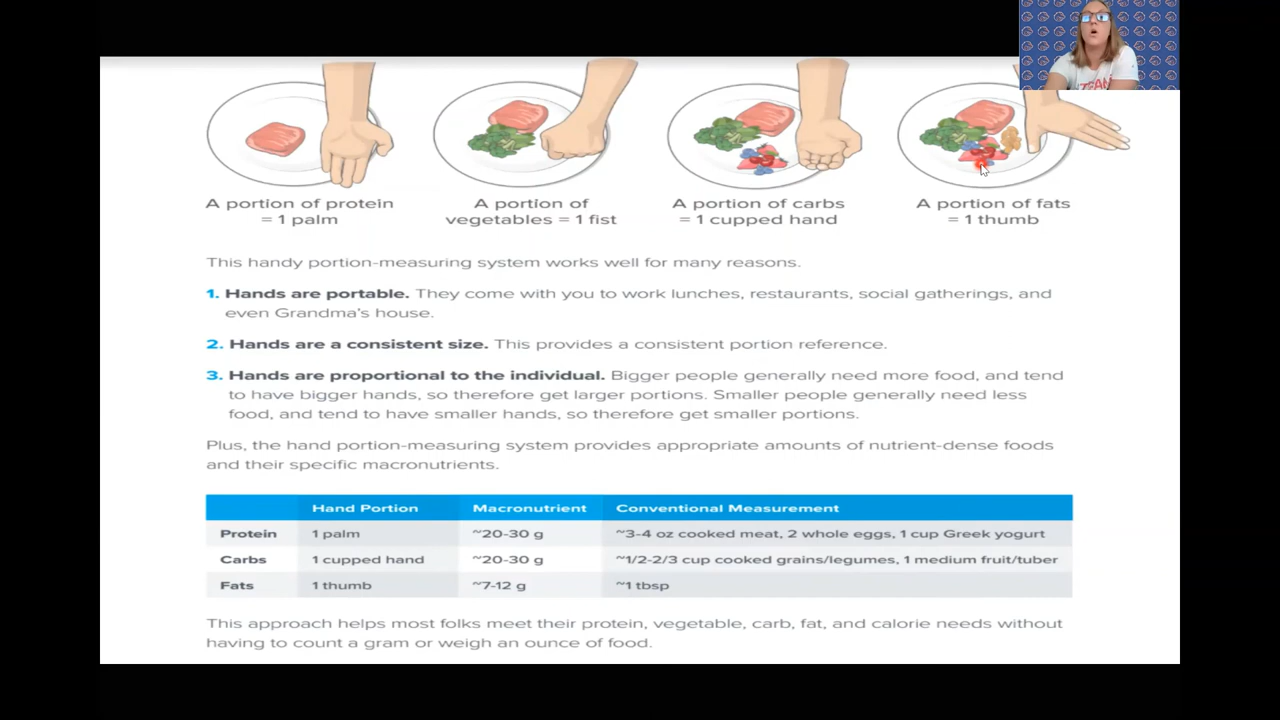 TEAM
A portion of protein
= 1 palm
A portion of
vegetables = 1 fist
A portion of carbs
= 1 cupped hand
A portion of fats
= 1 thumb
This handy portion-measuring system works well for many reasons.
1. Hands are portable. They come with you to work lunches, restaurants, social gatherings, and
even Grandma's house.
2. Hands are a consistent size. This provides a consistent portion reference.
3. Hands are proportional to the individual. Bigger people generally need more food, and tend
to have bigger hands, so therefore get larger portions. Smaller people generally need less
food, and tend to have smaller hands, so therefore get smaller portions.
Plus, the hand portion-measuring system provides appropriate amounts of nutrient-dense foods
and their specific macronutrients.
Hand Portion Macronutrient Conventional Measurement
Protein 1 palm ~20-30 g ~3-4 oz cooked meat, 2 whole eggs, 1 cup Greek yogurt
Carbs 1 cupped hand ~20-30 g ~1/2-2/3 cup cooked grains/legumes, 1 medium fruit/tuber
Fats 1 thumb ~7-12 g ~1 tbsp
This approach helps most folks meet their protein, vegetable, carb, fat, and calorie needs without
having to count a gram or weigh an ounce of food.